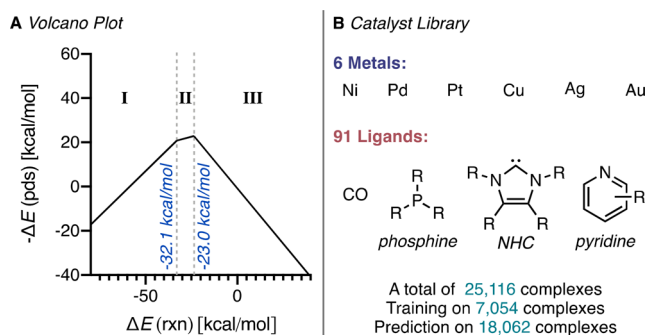 A Volcano Plot
60
40
20
0
-20
-40
-ΔE(pds) [kcal/mol]
I
II
III
-32.1 kcal/mol
-23.0 kcal/mol
-50
0
ΔE(rxn) [kcal/mol]
B Catalyst Library
6 Metals:
Ni Pd Pt Cu Ag Au
91 Ligands:
CO
R P R
R
phosphine
R N N R
R R
NHC
N
R
pyridine
A total of 25,116 complexes
Training on 7,054 complexes
Prediction on 18,062 complexes